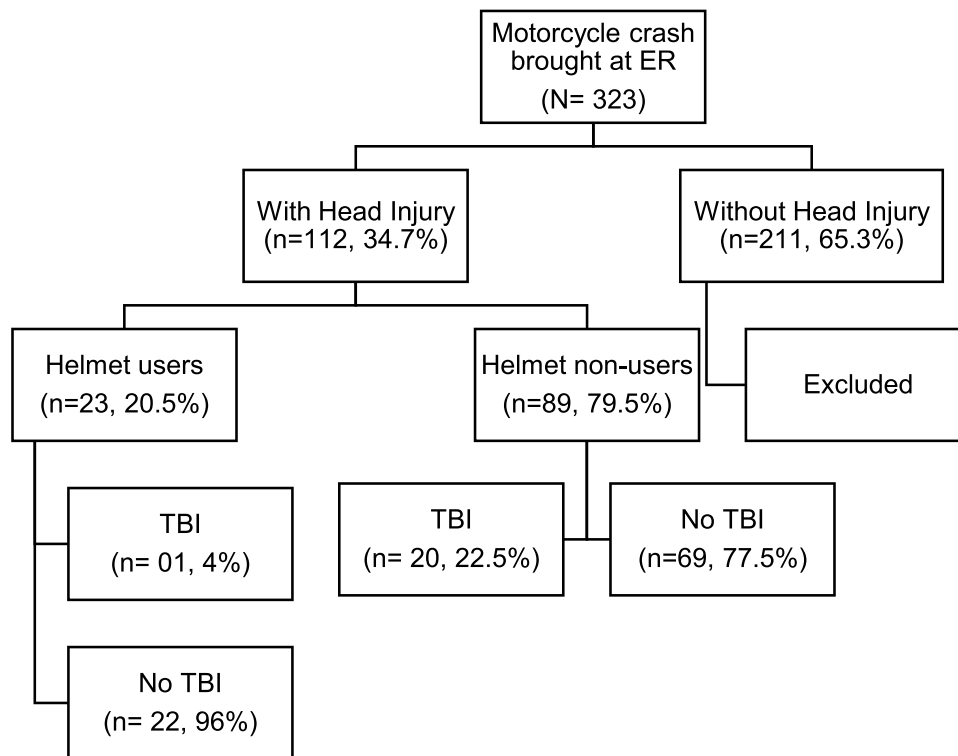 Motorcycle crash
brought at ER
(N= 323)
With Head Injury
(n=112, 34.7%)
Without Head Injury
(n=211, 65.3%)
Helmet users
(n=23, 20.5%)
Helmet non-users
(n=89, 79.5%)
Excluded
TBI
(n= 01, 4%)
TBI
(n= 20, 22.5%)
No TBI
(n=69, 77.5%)
No TBI
(n= 22, 96%)